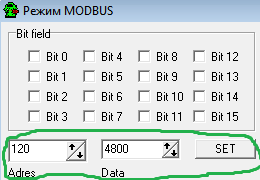 Режим MODBUS
Bit field
Bit 0 Bit 4 Bit 8 Bit 12
Bit 1 Bit 5 Bit 9 Bit 13
Bit 2 Bit 6 Bit 10 Bit 14
Bit 3 Bit 7 Bit 11 Bit 15
120 4800 SET
Adres Data